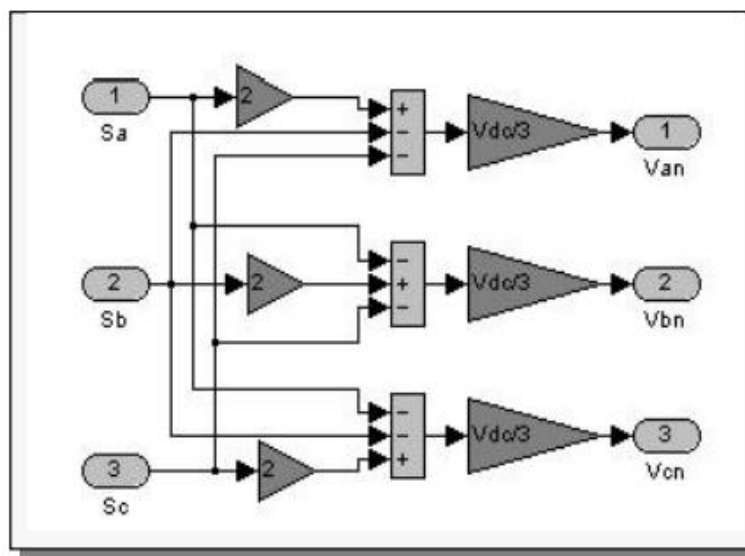 1
Sa
2
+
−
−
Vdc/3
1
Van
2
Sb
2
−
+
−
Vdc/3
2
Vbn
3
Sc
2
−
−
+
Vdc/3
3
Vcn